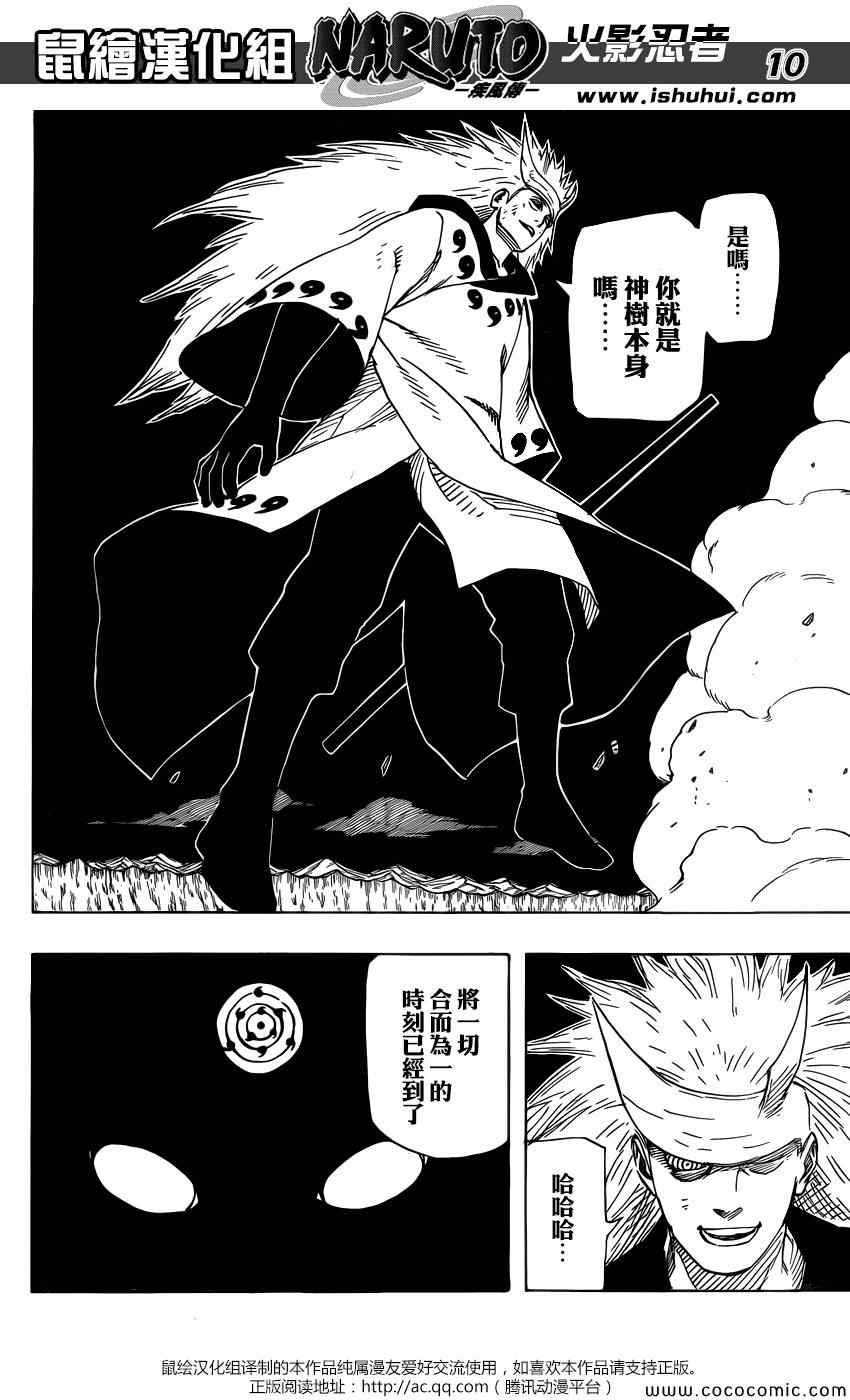 鼠繪漢化組
NARUTO
火影忍者
10
－疾風傳－
www.ishuhui.com
是嗎……
你就是
神樹本身
嗎……
哈哈哈…
將一切
合而為一的
時刻已經到了
鼠绘汉化组译制的本作品纯属漫友爱好交流使用，如喜欢本作品请支持正版。
正版阅读地址：http://ac.qq.com（腾讯动漫平台）
www.cococomic.com